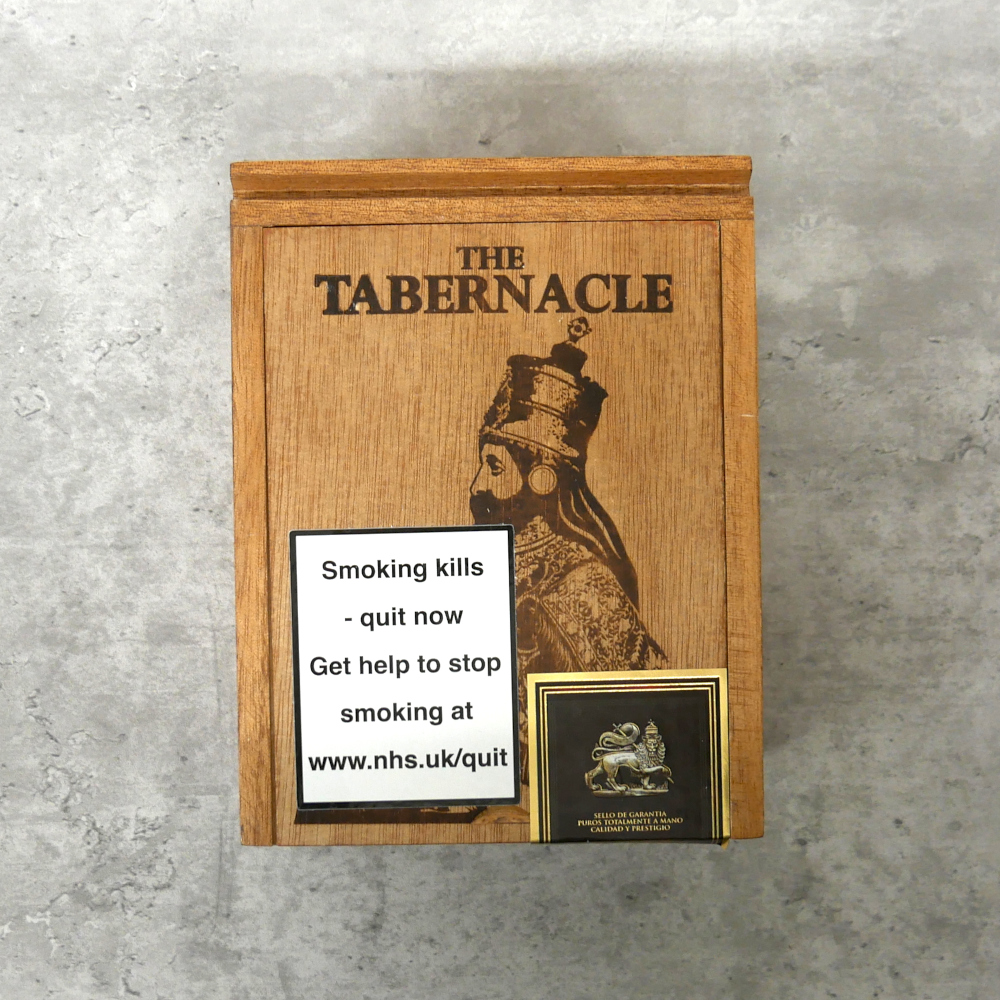 THE
TABERNACLE
Smoking kills
- quit now
Get help to stop
smoking at
www.nhs.uk/quit
SELLO DE GARANTIA
PUROS TOTALMENTE A MANO
CALIDAD Y PRESTIGIO